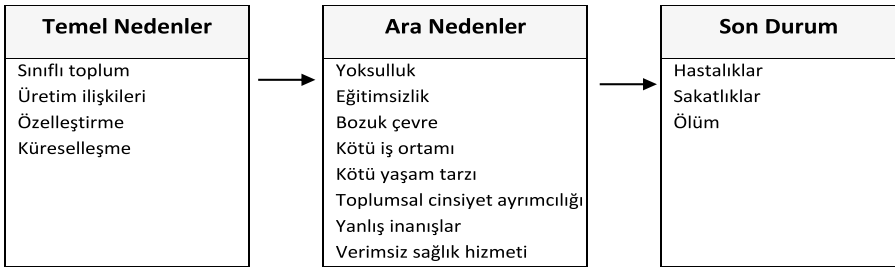 Temel Nedenler
Sınıflı toplum
Üretim ilişkileri
Özelleştirme
Küreselleşme
Ara Nedenler
Yoksulluk
Eğitimsizlik
Bozuk çevre
Kötü iş ortamı
Kötü yaşam tarzı
Toplumsal cinsiyet ayrımcılığı
Yanlış inanışlar
Verimsiz sağlık hizmeti
Son Durum
Hastalıklar
Sakatlıklar
Ölüm